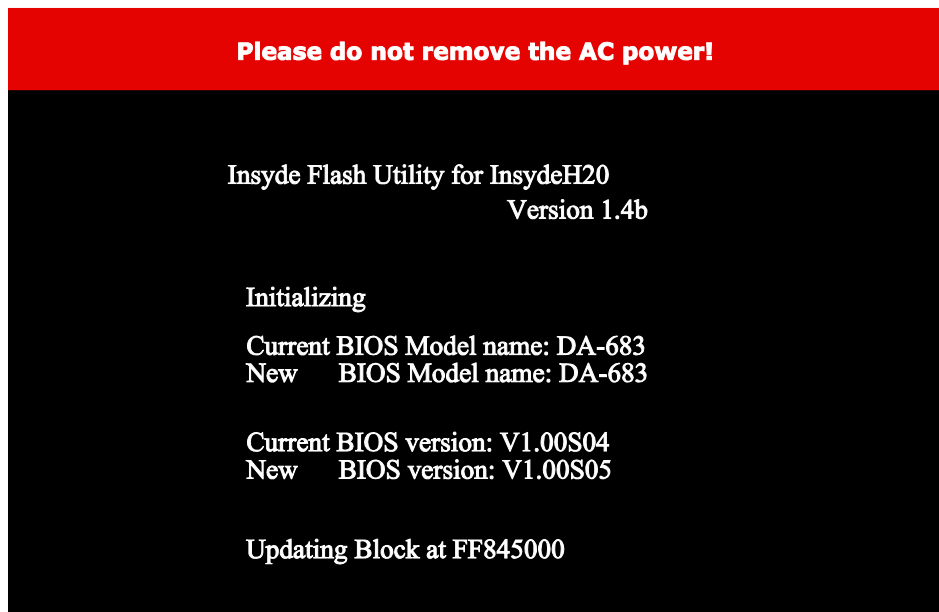 Please do not remove the AC power!
Insyde Flash Utility for InsydeH20
Version 1.4b
Initializing
Current BIOS Model name: DA-683
New BIOS Model name: DA-683
Current BIOS version: V1.00S04
New BIOS version: V1.00S05
Updating Block at FF845000